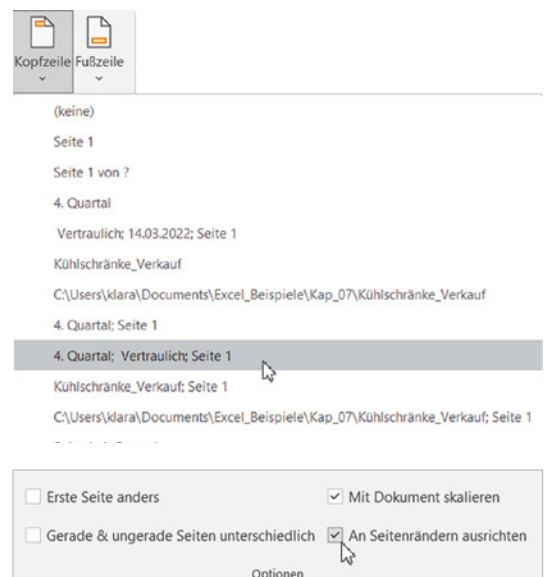 Kopfzeile Fußzeile
(keine)
Seite 1
Seite 1 von ?
4. Quartal
Vertraulich; 14.03.2022; Seite 1
Kühlschränke_Verkauf
C:\Users\klara\Documents\Excel_Beispiele\Kap_07\Kühlschränke_Verkauf
4. Quartal; Seite 1
4. Quartal; Vertraulich; Seite 1
Kühlschränke_Verkauf; Seite 1
C:\Users\klara\Documents\Excel_Beispiele\Kap_07\Kühlschränke_Verkauf; Seite 1
Erste Seite anders Mit Dokument skalieren
Gerade & ungerade Seiten unterschiedlich An Seitenrändern ausrichten
Optionen